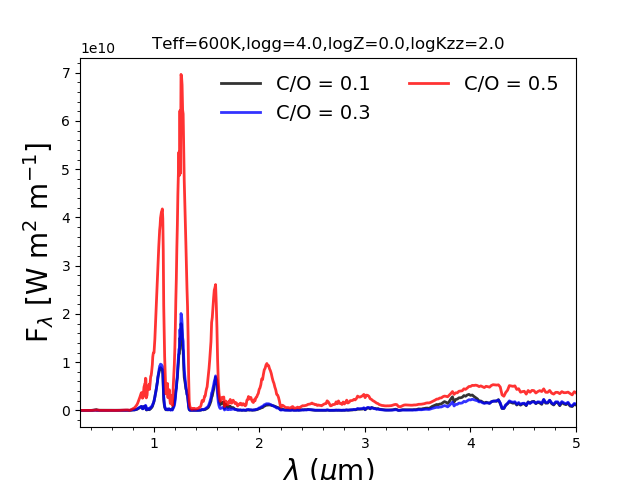 Teff=600K,logg=4.0,logZ=0.0,logKzz=2.0
1e10
C/O = 0.1
C/O = 0.3
C/O = 0.5
7
6
5
4
3
2
1
0
F_λ [W m² m⁻¹]
1 2 3 4 5
λ (μm)